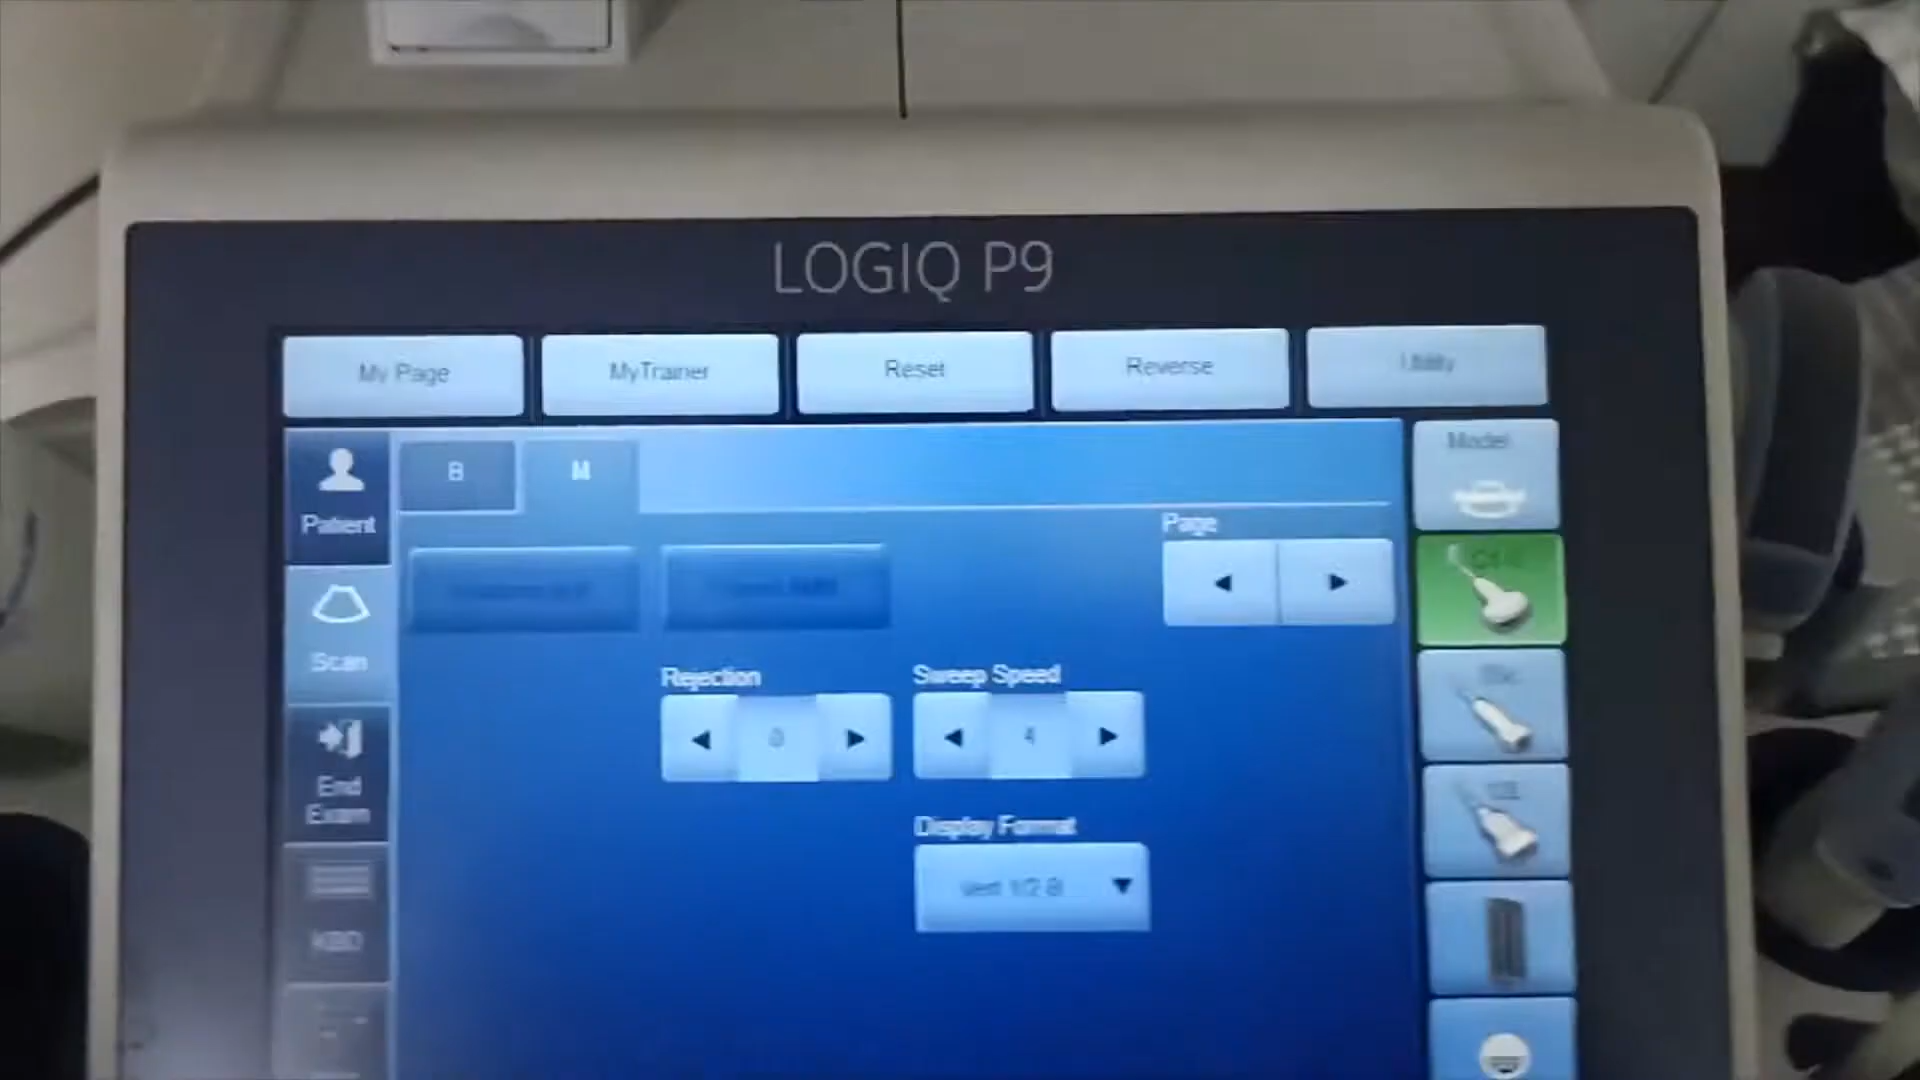 LOGIQ P9
My Page
MyTrainer
Reset
Reverse
Utility
Model
Patient
B
M
Page
Scan
Rejection
Sweep Speed
0
4
End
Exam
Display Format
Vert 1/2 B
KBD